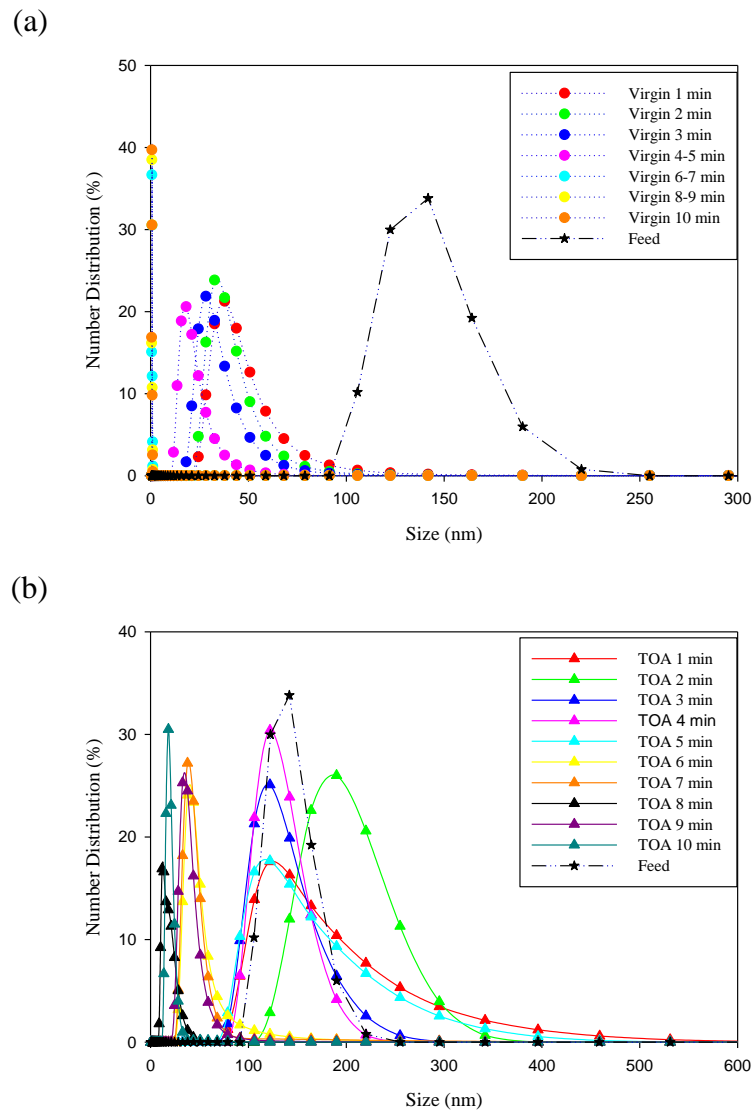 (a)
50
40
30
20
10
0
Number Distribution (%)
0 50 100 150 200 250 300
Size (nm)
Virgin 1 min
Virgin 2 min
Virgin 3 min
Virgin 4-5 min
Virgin 6-7 min
Virgin 8-9 min
Virgin 10 min
Feed
(b)
40
30
20
10
0
Number Distribution (%)
0 100 200 300 400 500 600
Size (nm)
TOA 1 min
TOA 2 min
TOA 3 min
TOA 4 min
TOA 5 min
TOA 6 min
TOA 7 min
TOA 8 min
TOA 9 min
TOA 10 min
Feed